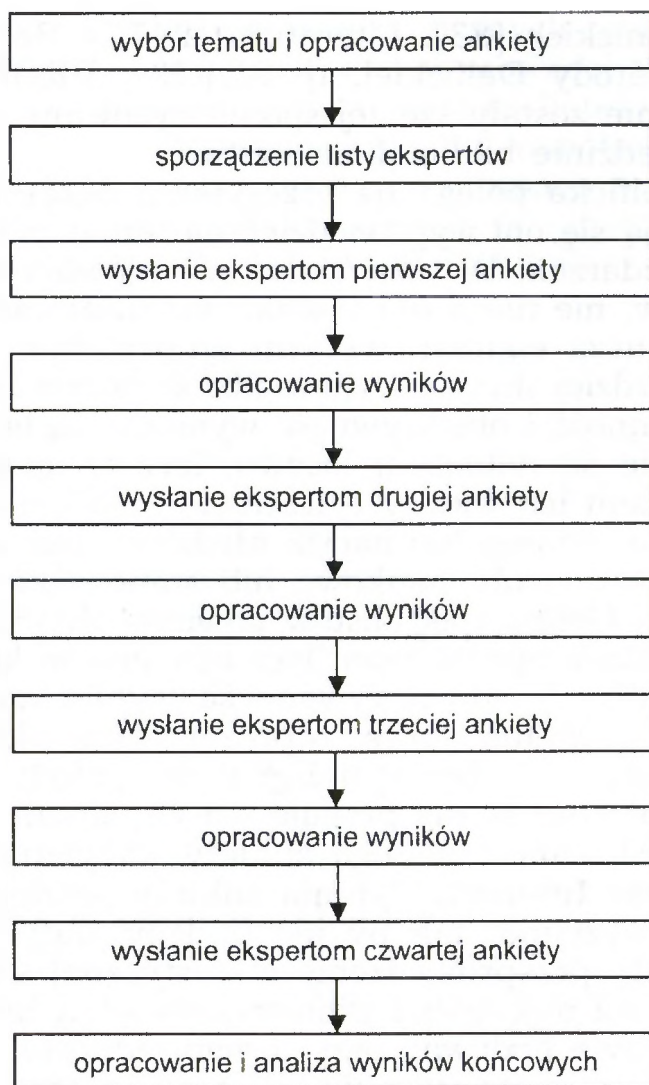 wybór tematu i opracowanie ankiety
sporządzenie listy ekspertów
wysłanie ekspertom pierwszej ankiety
opracowanie wyników
wysłanie ekspertom drugiej ankiety
opracowanie wyników
wysłanie ekspertom trzeciej ankiety
opracowanie wyników
wysłanie ekspertom czwartej ankiety
opracowanie i analiza wyników końcowych